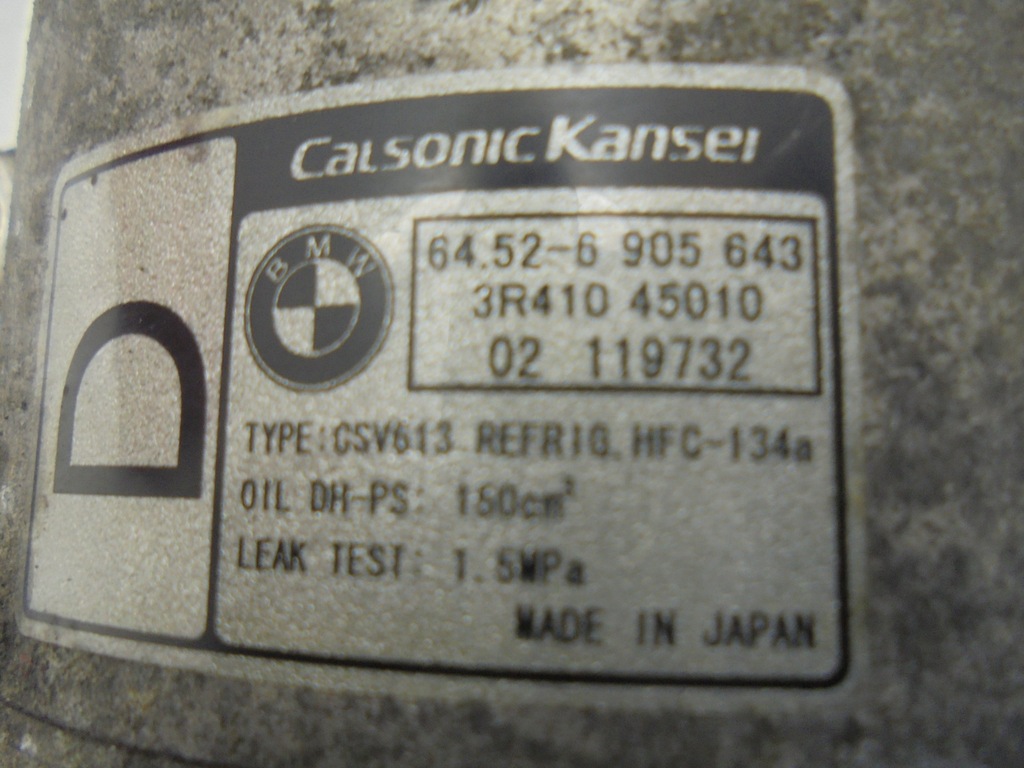 CalsonicKansei
D
BMW
64.52-6 905 643
3R410 45010
02 119732
TYPE:CSV613 REFRIG.HFC-134a
OIL DH-PS: 150cm³
LEAK TEST: 1.5MPa
MADE IN JAPAN